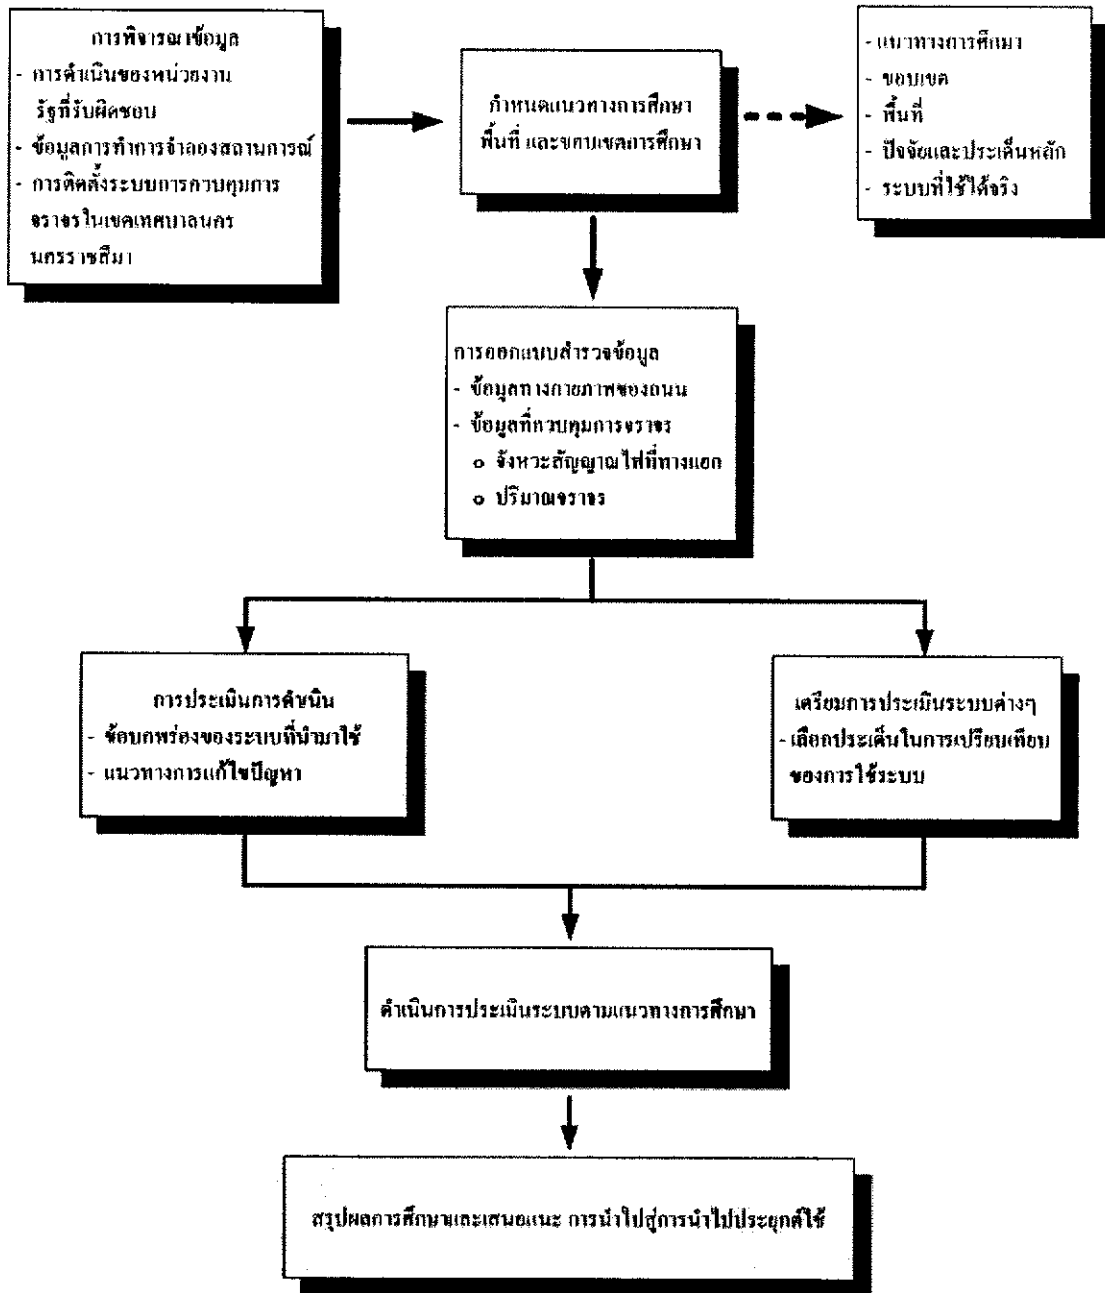 การพิจารณาข้อมูล
- การดำเนินของหน่วยงาน
รัฐที่รับผิดชอบ
- ข้อมูลการทำการจำลองสถานการณ์
- การติดตั้งระบบการควบคุมการ
จราจรในเขตเทศบาลนคร
นครราชสีมา
กำหนดแนวทางการศึกษา
พื้นที่ และขอบเขตการศึกษา
- แนวทางการศึกษา
- ขอบเขต
- พื้นที่
- ปัจจัยและประเด็นหลัก
- ระบบที่ใช้ได้จริง
การออกแบบสำรวจข้อมูล
- ข้อมูลทางกายภาพของถนน
- ข้อมูลที่ควบคุมการจราจร
o จังหวะสัญญาณไฟที่ทางแยก
o ปริมาณจราจร
การประเมินการดำเนิน
- ข้อบกพร่องของระบบที่นำมาใช้
- แนวทางการแก้ไขปัญหา
เตรียมการประเมินระบบต่างๆ
- เลือกประเด็นในการเปรียบเทียบ
ของการใช้ระบบ
ดำเนินการประเมินระบบตามแนวทางการศึกษา
สรุปผลการศึกษาและเสนอแนะ การนำไปสู่การนำไปประยุกต์ใช้